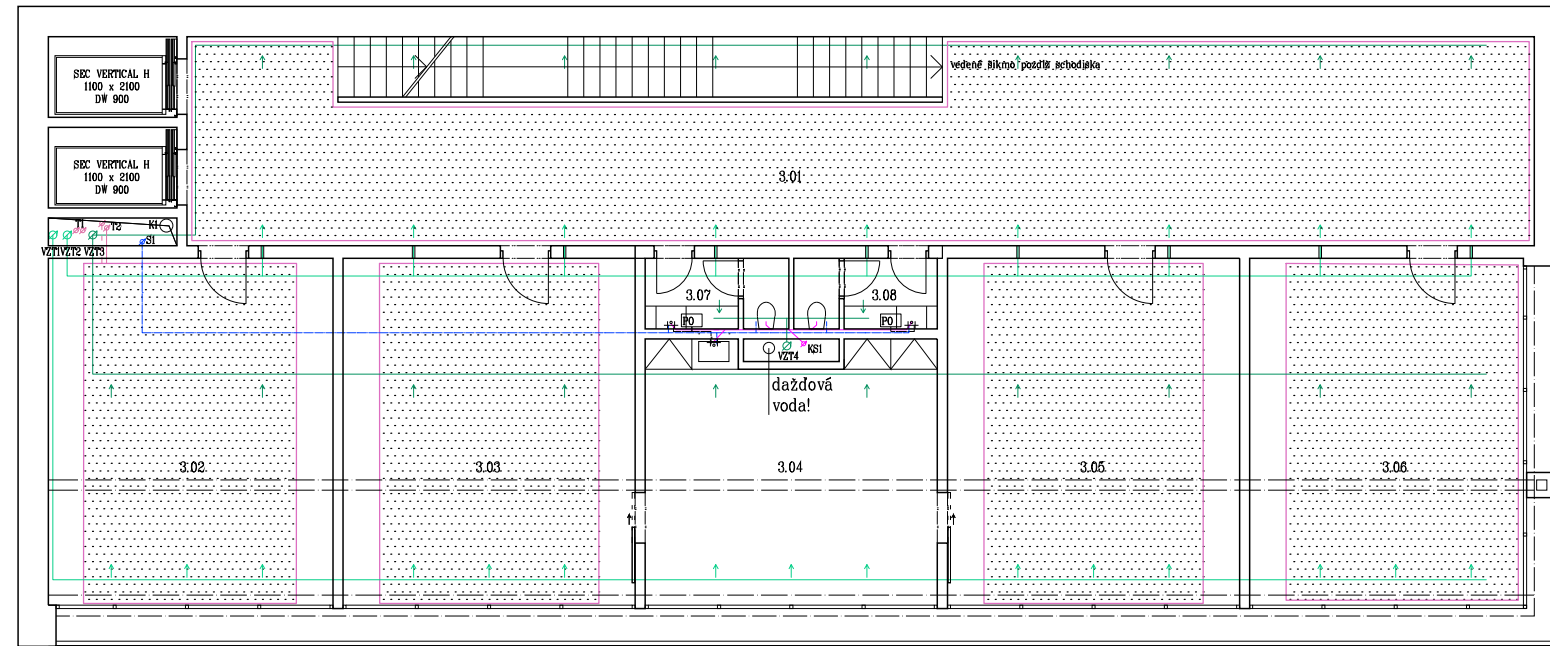 SEC VERTICAL H
1100 x 2100
DW 900
vedené šikmo pozdĺž schodiska
SEC VERTICAL H
1100 x 2100
DW 900
3.01
T1
T2
K1
S1
VZT1
VZT2
VZT3
3.07
3.08
PO
PO
VZT4
KS1
dažďová
voda!
3.02
3.03
3.04
3.05
3.06